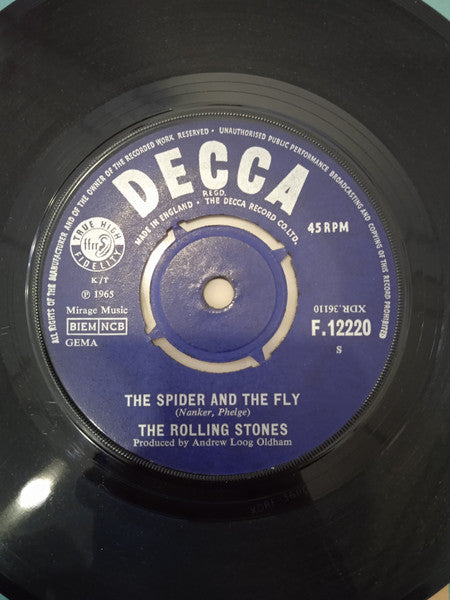 ALL RIGHTS OF THE MANUFACTURER AND OF THE OWNER OF THE RECORDED WORK RESERVED • UNAUTHORISED PUBLIC PERFORMANCE BROADCASTING AND COPYING OF THIS RECORD PROHIBITED
DECCA
REGD.
MADE IN ENGLAND • THE DECCA RECORD CO. LTD.
TRUE HIGH FIDELITY
ffrr
K/T
℗ 1965
Mirage Music
BIEM NCB
GEMA
45 RPM
XDR.36110
F.12220
S
THE SPIDER AND THE FLY
(Nanker, Phelge)
THE ROLLING STONES
Produced by Andrew Loog Oldham